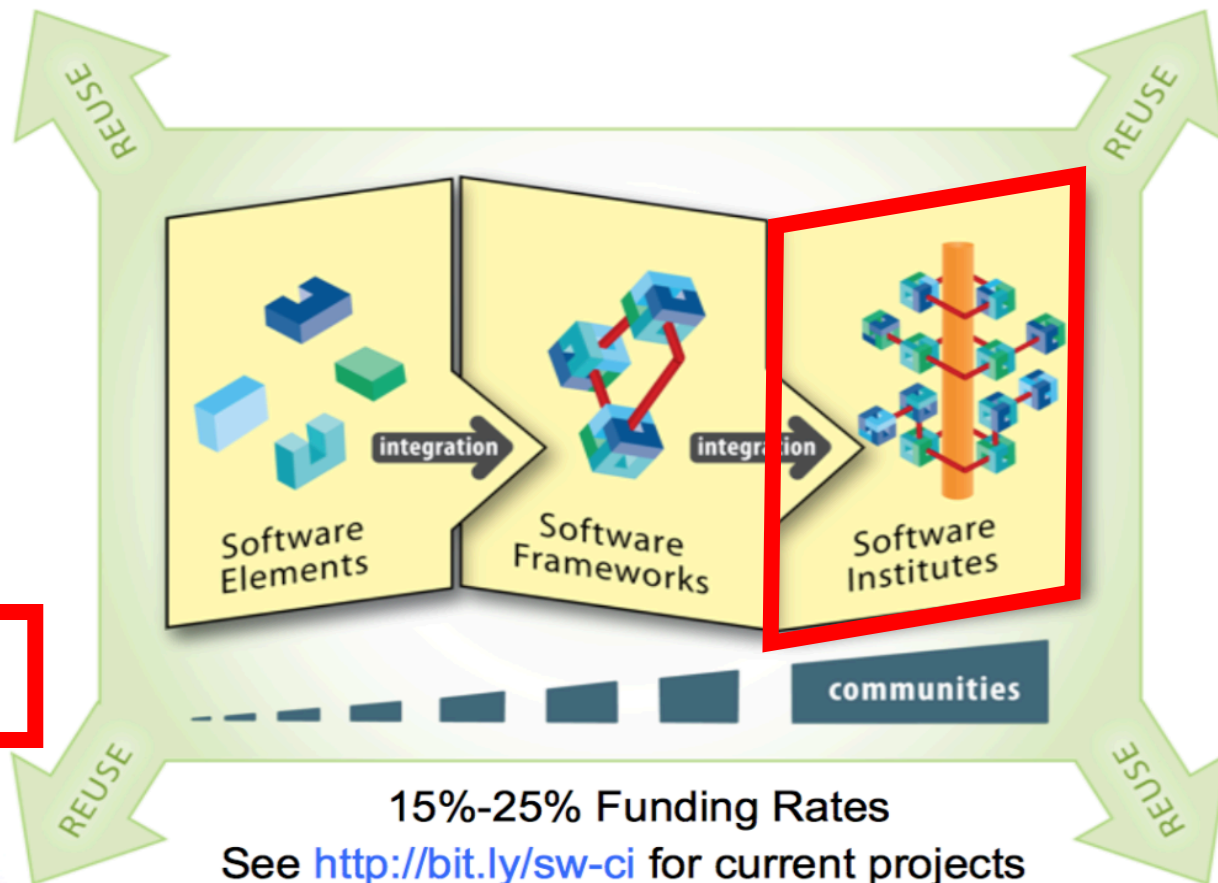 REUSE
REUSE
integration
integration
Software
Elements
Software
Frameworks
Software
Institutes
communities
REUSE
REUSE
15%-25% Funding Rates
See http://bit.ly/sw-ci for current projects